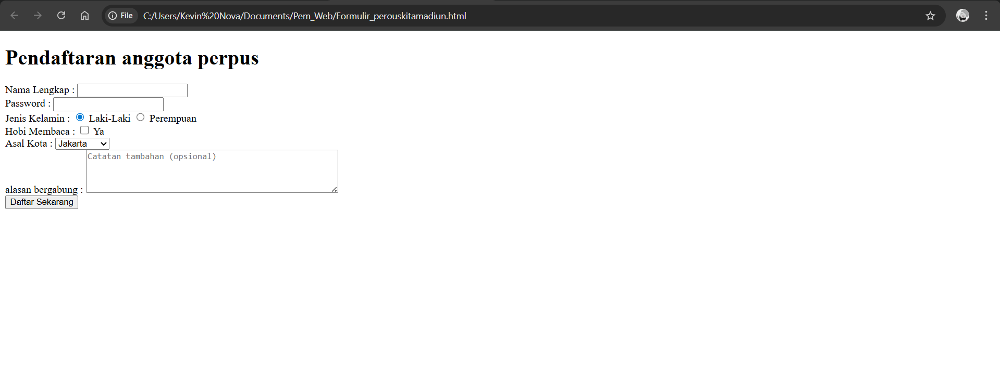 File C:/Users/Kevin%20Nova/Documents/Pem_Web/Formulir_perouskitamadiun.html
Pendaftaran anggota perpus
Nama Lengkap :
Password :
Jenis Kelamin : Laki-Laki Perempuan
Hobi Membaca : Ya
Asal Kota : Jakarta
Catatan tambahan (opsional)
alasan bergabung :
Daftar Sekarang